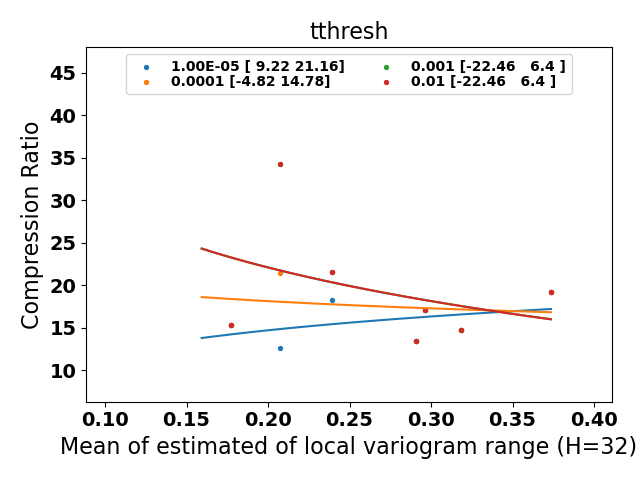 tthresh
1.00E-05 [ 9.22 21.16]
0.0001 [-4.82 14.78]
0.001 [-22.46   6.4 ]
0.01 [-22.46   6.4 ]
Compression Ratio
45
40
35
30
25
20
15
10
0.10 0.15 0.20 0.25 0.30 0.35 0.40
Mean of estimated of local variogram range (H=32)